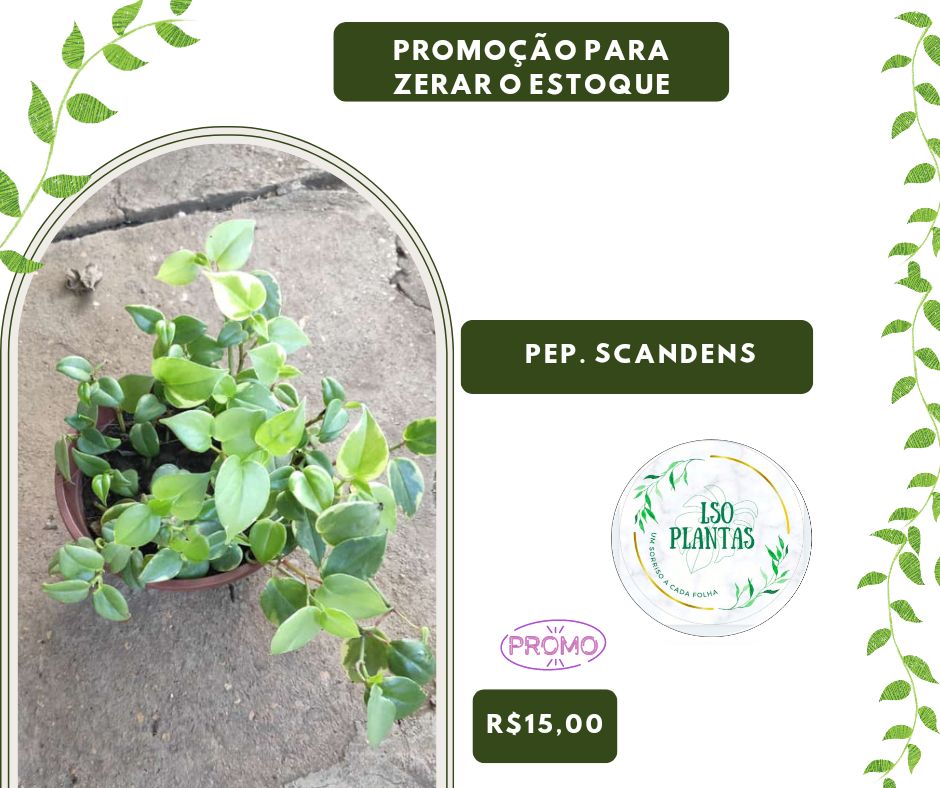 PROMOÇÃO PARA
ZERAR O ESTOQUE
PEP. SCANDENS
LSO
PLANTAS
UM SORRISO A CADA FOLHA
PROMO
R$15,00